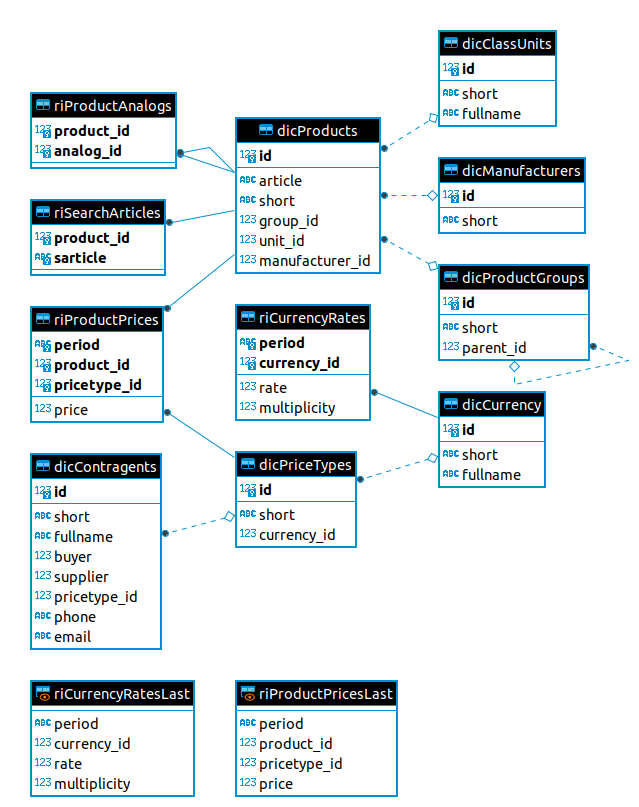 dicClassUnits
123 id
ABC short
ABC fullname
riProductAnalogs
123 product_id
123 analog_id
dicProducts
123 id
ABC article
ABC short
123 group_id
123 unit_id
123 manufacturer_id
dicManufacturers
123 id
ABC short
riSearchArticles
123 product_id
ABC sarticle
dicProductGroups
123 id
ABC short
123 parent_id
riProductPrices
ABC period
123 product_id
123 pricetype_id
123 price
riCurrencyRates
ABC period
123 currency_id
123 rate
123 multiplicity
dicCurrency
123 id
ABC short
ABC fullname
dicContragents
123 id
ABC short
ABC fullname
123 buyer
123 supplier
123 pricetype_id
ABC phone
ABC email
dicPriceTypes
123 id
ABC short
123 currency_id
riCurrencyRatesLast
ABC period
123 currency_id
123 rate
123 multiplicity
riProductPricesLast
ABC period
123 product_id
123 pricetype_id
123 price